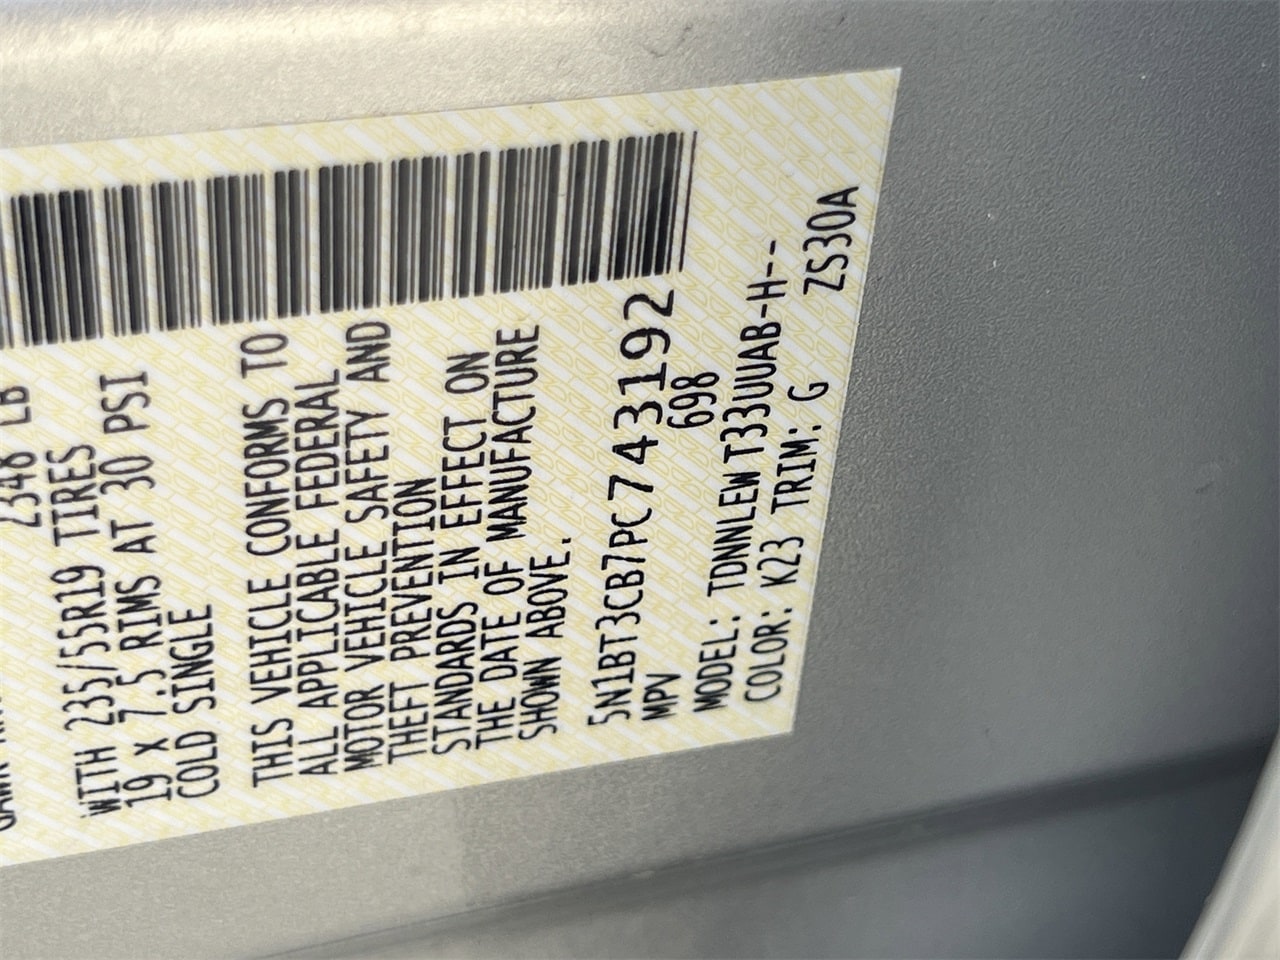 2348 LB
WITH 235/55R19 TIRES
19 x 7.5 RIMS AT 30 PSI
COLD SINGLE
THIS VEHICLE CONFORMS TO
ALL APPLICABLE FEDERAL
MOTOR VEHICLE SAFETY AND
THEFT PREVENTION
STANDARDS IN EFFECT ON
THE DATE OF MANUFACTURE
SHOWN ABOVE.
5N1BT3CB7PC743192
MPV 698
MODEL: TDNNLEW T33UUAB-H--
COLOR: K23 TRIM: G ZS30A